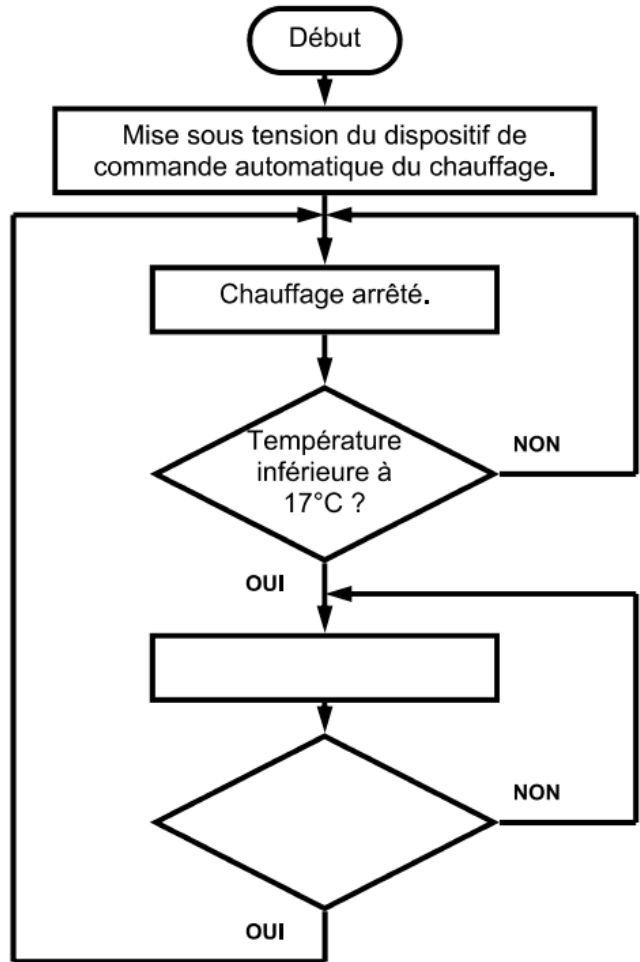 Début
Mise sous tension du dispositif de
commande automatique du chauffage.
Chauffage arrêté.
Température
inférieure à
17°C ?
NON
OUI
NON
OUI